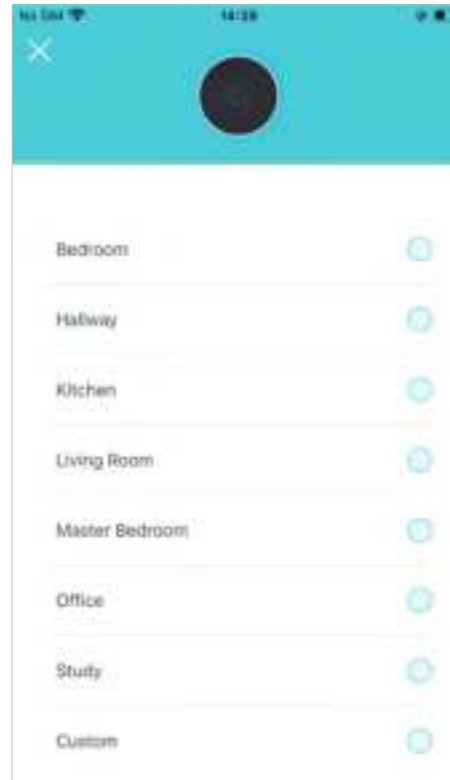 No SIM 14:28
Bedroom
Hallway
Kitchen
Living Room
Master Bedroom
Office
Study
Custom